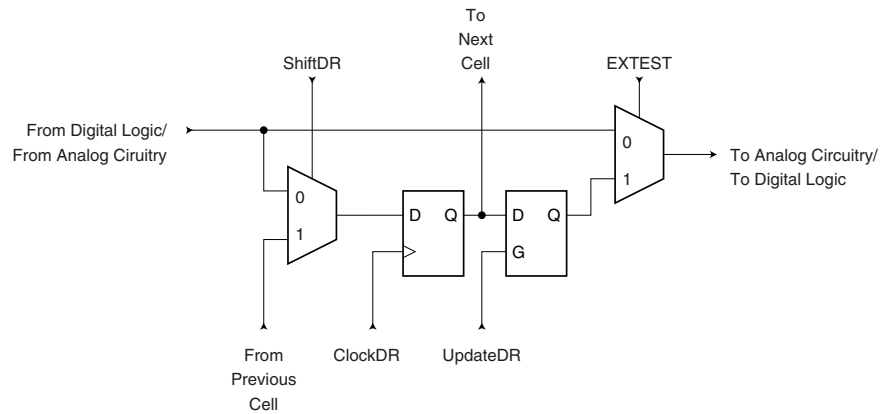 To
Next
Cell
ShiftDR
EXTEST
From Digital Logic/
From Analog Ciruitry
0
1
To Analog Circuitry/
To Digital Logic
0
1
D Q
D Q
G
From
Previous
Cell
ClockDR
UpdateDR